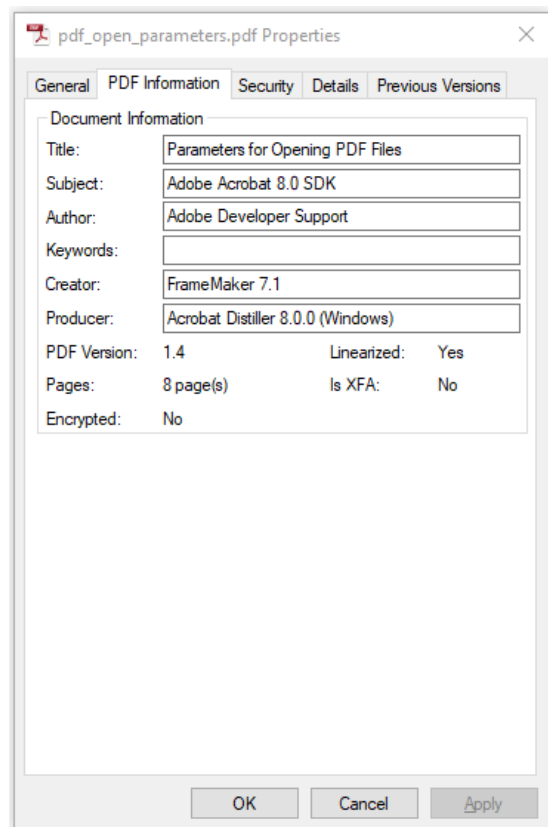 pdf_open_parameters.pdf Properties
General PDF Information Security Details Previous Versions
Document Information
Title: Parameters for Opening PDF Files
Subject: Adobe Acrobat 8.0 SDK
Author: Adobe Developer Support
Keywords:
Creator: FrameMaker 7.1
Producer: Acrobat Distiller 8.0.0 (Windows)
PDF Version: 1.4 Linearized: Yes
Pages: 8 page(s) Is XFA: No
Encrypted: No
OK Cancel Apply